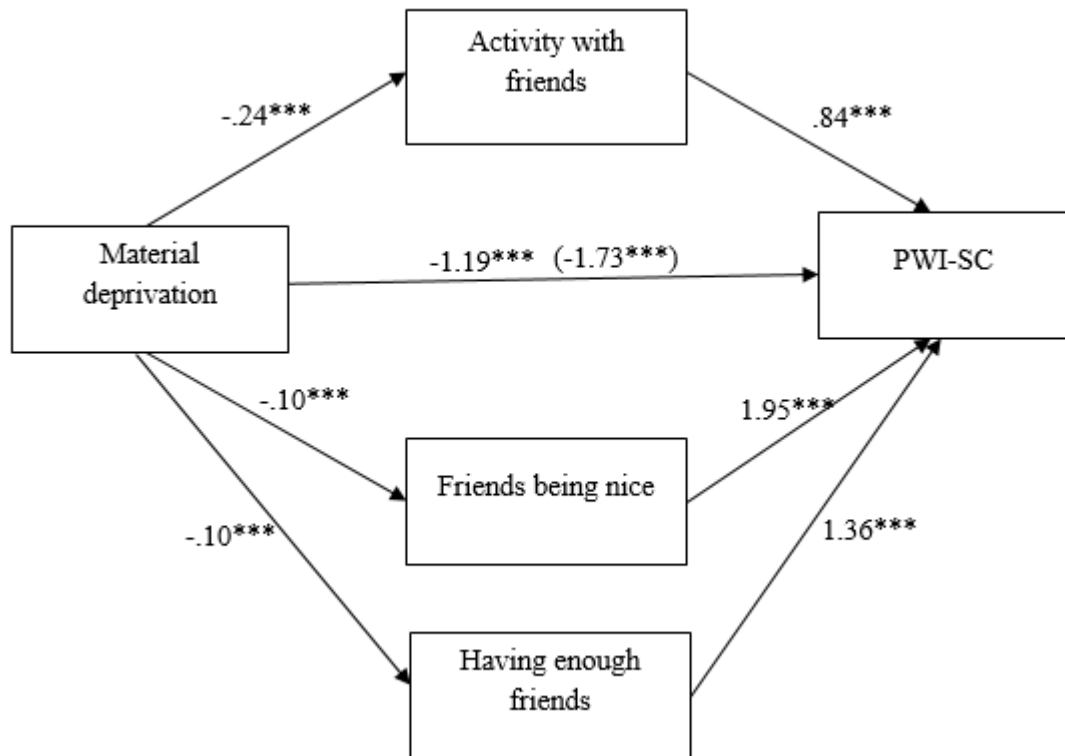 Activity with
friends
-.24***
.84***
Material
deprivation
-1.19*** (-1.73***)
PWI-SC
-.10***
1.95***
Friends being nice
-.10***
1.36***
Having enough
friends